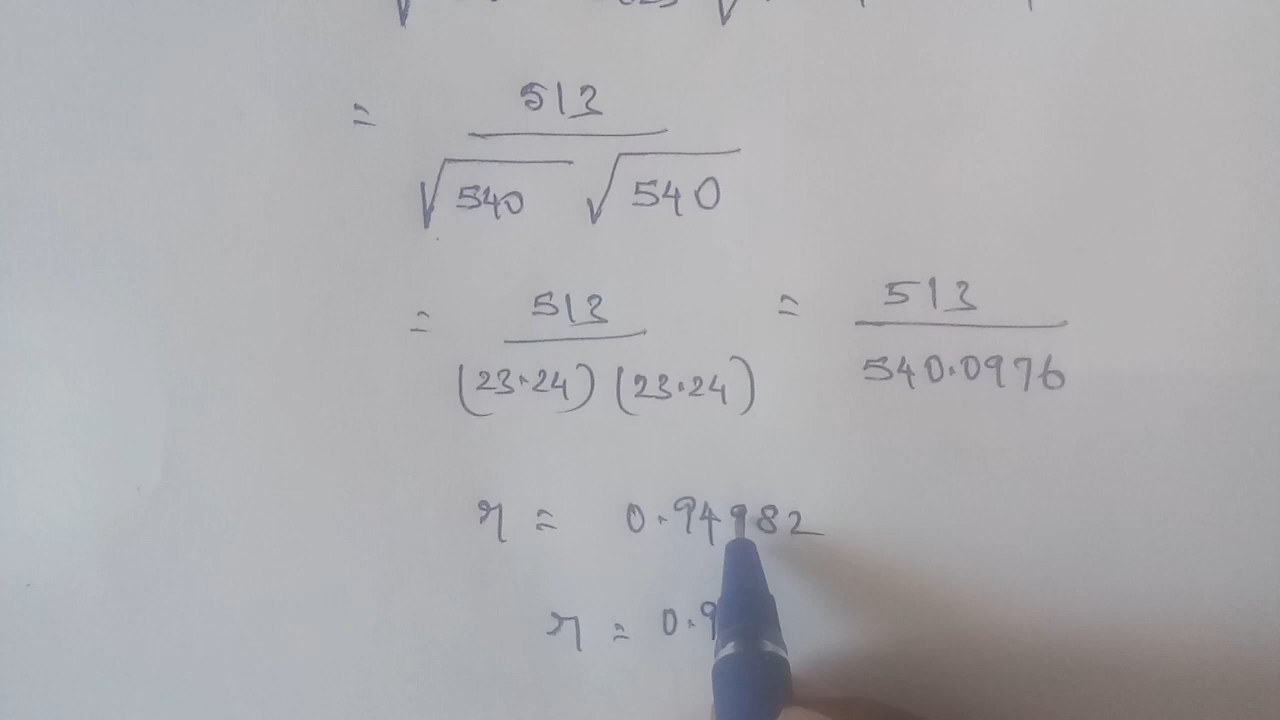 = 513
√540 √540
= 513 = 513
(23.24) (23.24) 540.0976
r = 0.94982
r = 0.9